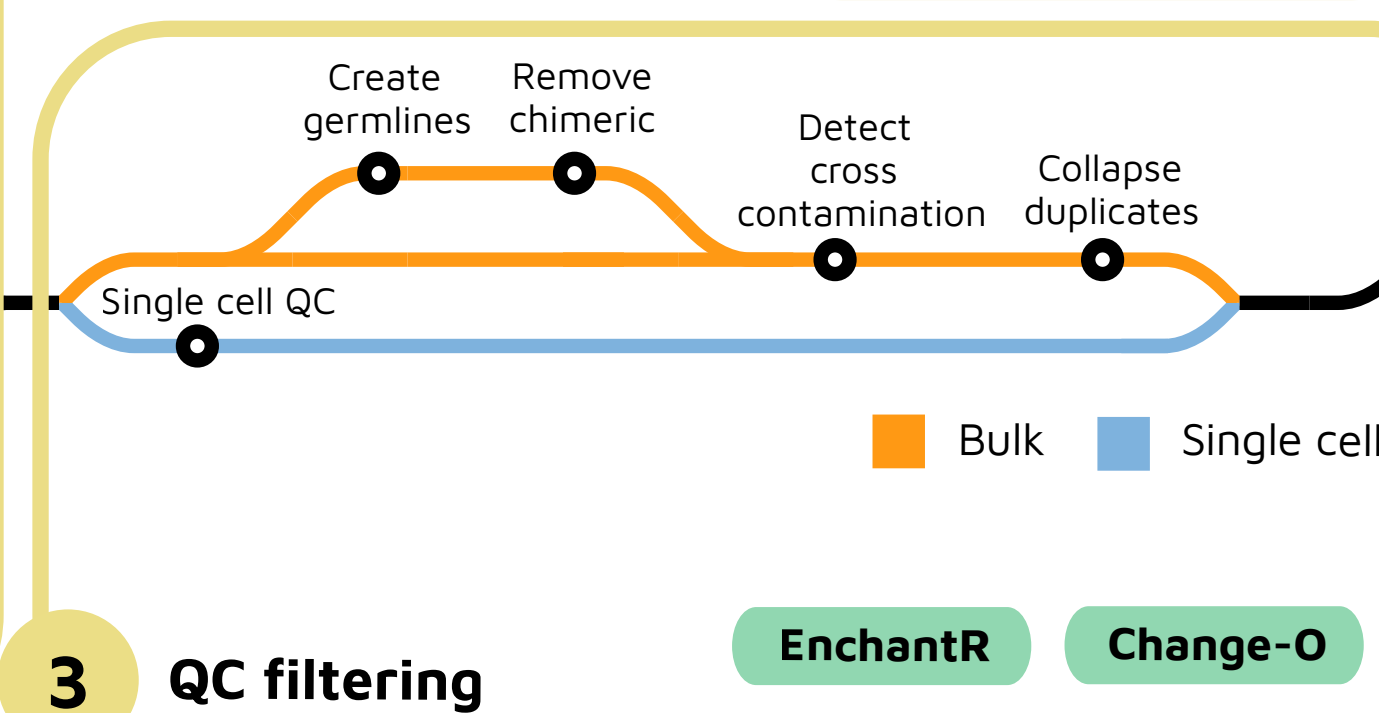 Create
germlines
Remove
chimeric
Detect
cross
contamination
Collapse
duplicates
Single cell QC
Bulk
Single cell
EnchantR
Change-O
3
QC filtering